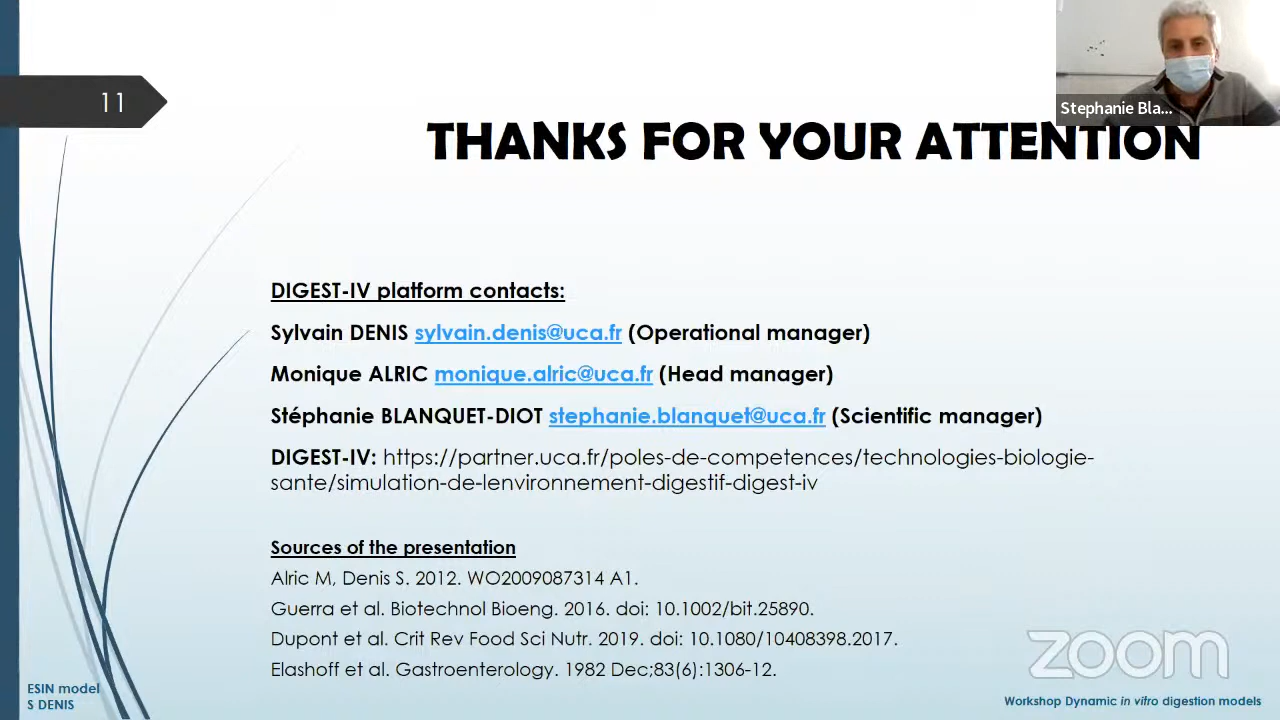 11
Stephanie Bla...
THANKS FOR YOUR ATTENTION
DIGEST-IV platform contacts:
Sylvain DENIS sylvain.denis@uca.fr (Operational manager)
Monique ALRIC monique.alric@uca.fr (Head manager)
Stéphanie BLANQUET-DIOT stephanie.blanquet@uca.fr (Scientific manager)
DIGEST-IV: https://partner.uca.fr/poles-de-competences/technologies-biologie-
sante/simulation-de-lenvironnement-digestif-digest-iv
Sources of the presentation
Alric M, Denis S. 2012. WO2009087314 A1.
Guerra et al. Biotechnol Bioeng. 2016. doi: 10.1002/bit.25890.
Dupont et al. Crit Rev Food Sci Nutr. 2019. doi: 10.1080/10408398.2017.
Elashoff et al. Gastroenterology. 1982 Dec;83(6):1306-12.
zoom
ESIN model
S DENIS
Workshop Dynamic in vitro digestion models